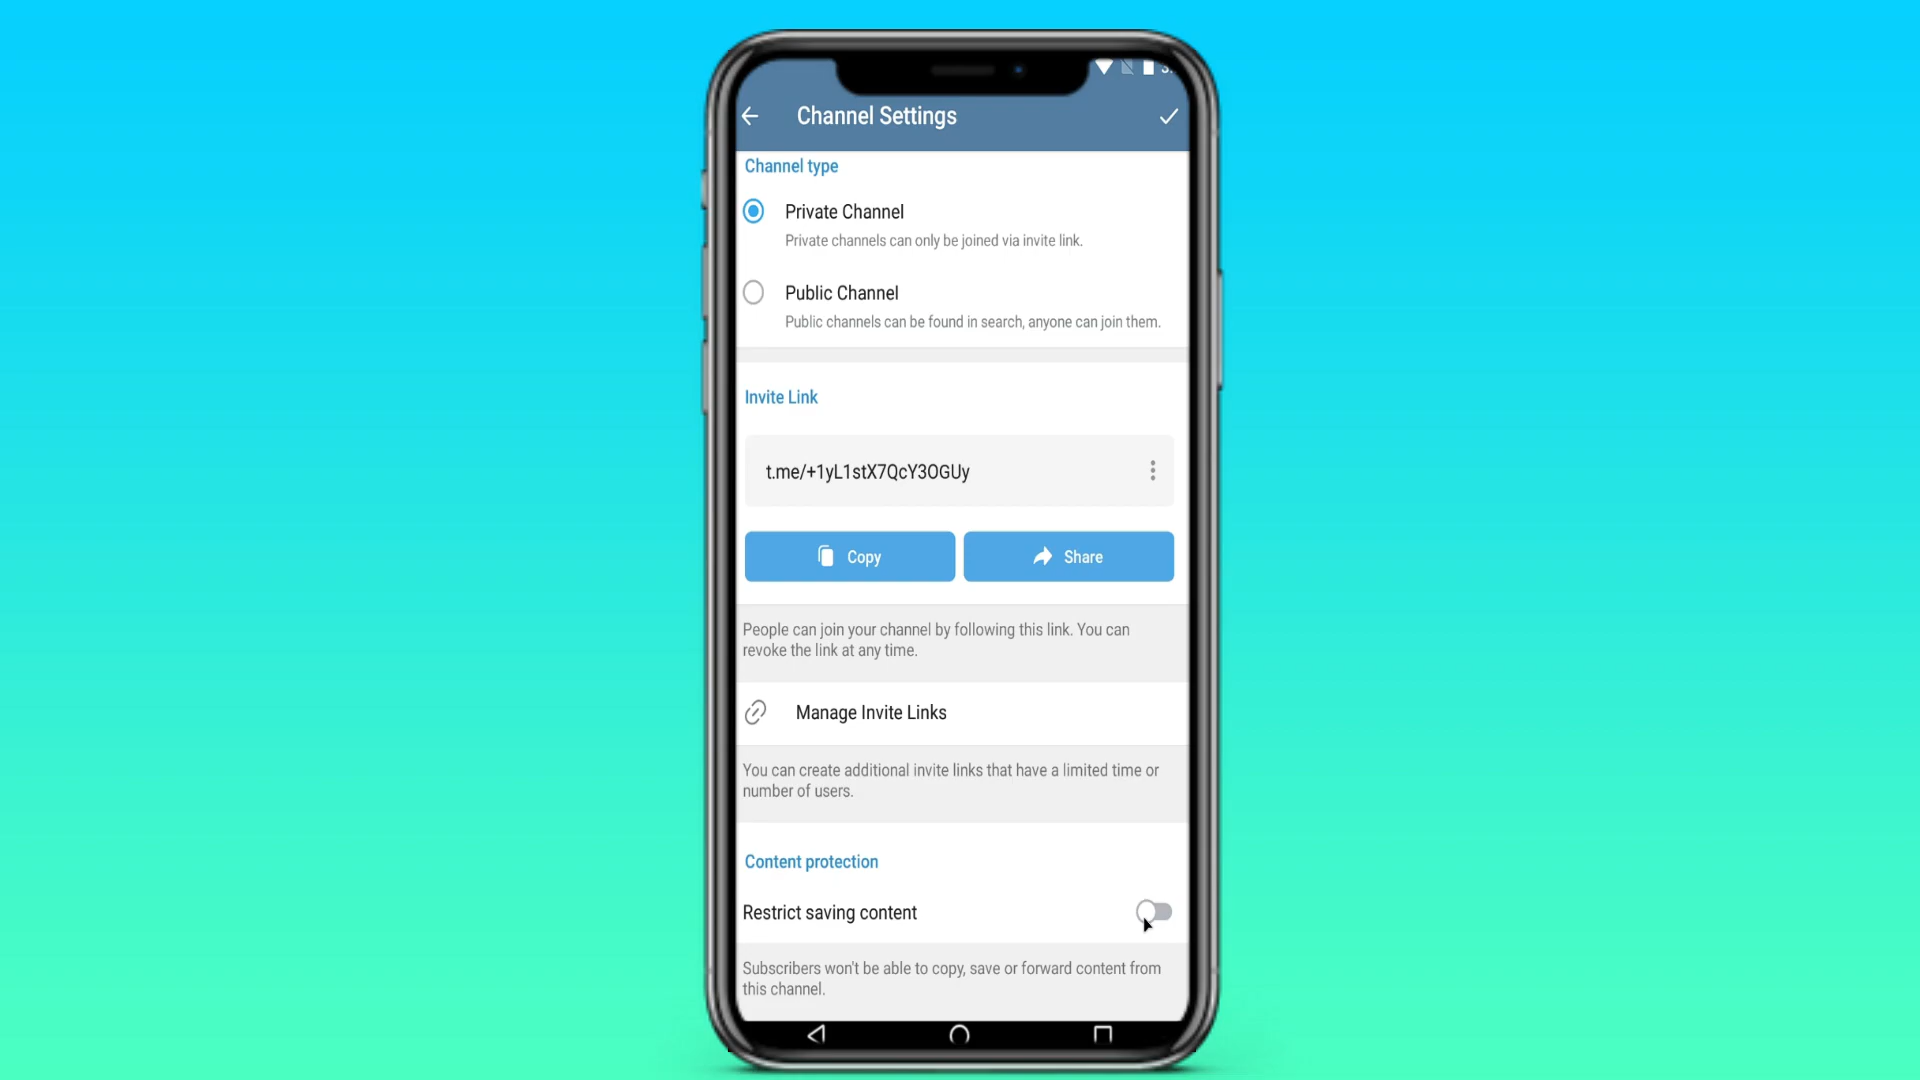 Channel Settings
Channel type
Private Channel
Private channels can only be joined via invite link.
Public Channel
Public channels can be found in search, anyone can join them.
Invite Link
t.me/+1yL1stX7QcY3OGUy
Copy
Share
People can join your channel by following this link. You can
revoke the link at any time.
Manage Invite Links
You can create additional invite links that have a limited time or
number of users.
Content protection
Restrict saving content
Subscribers won't be able to copy, save or forward content from
this channel.